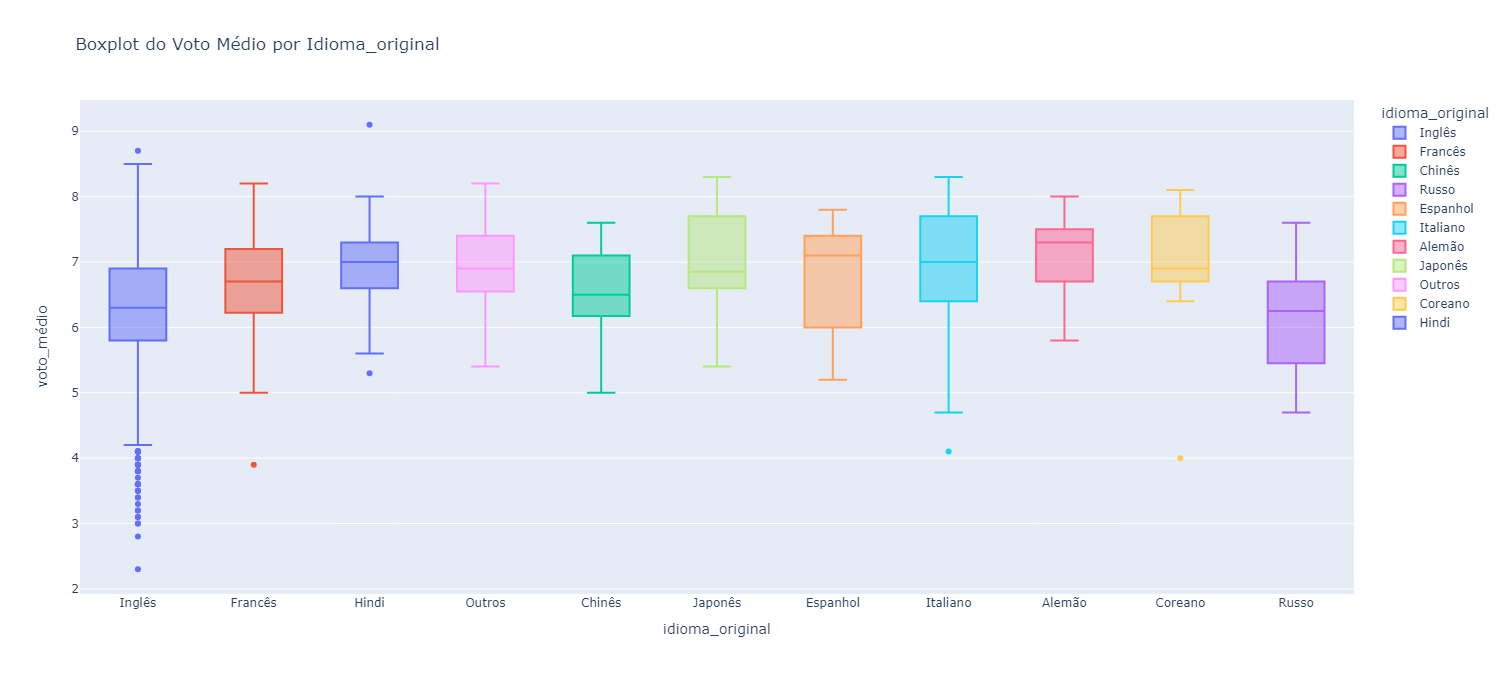 Boxplot do Voto Médio por Idioma_original
voto_médio
9
8
7
6
5
4
3
2
Inglês Francês Hindi Outros Chinês Japonês Espanhol Italiano Alemão Coreano Russo
idioma_original
idioma_original
Inglês
Francês
Chinês
Russo
Espanhol
Italiano
Alemão
Japonês
Outros
Coreano
Hindi